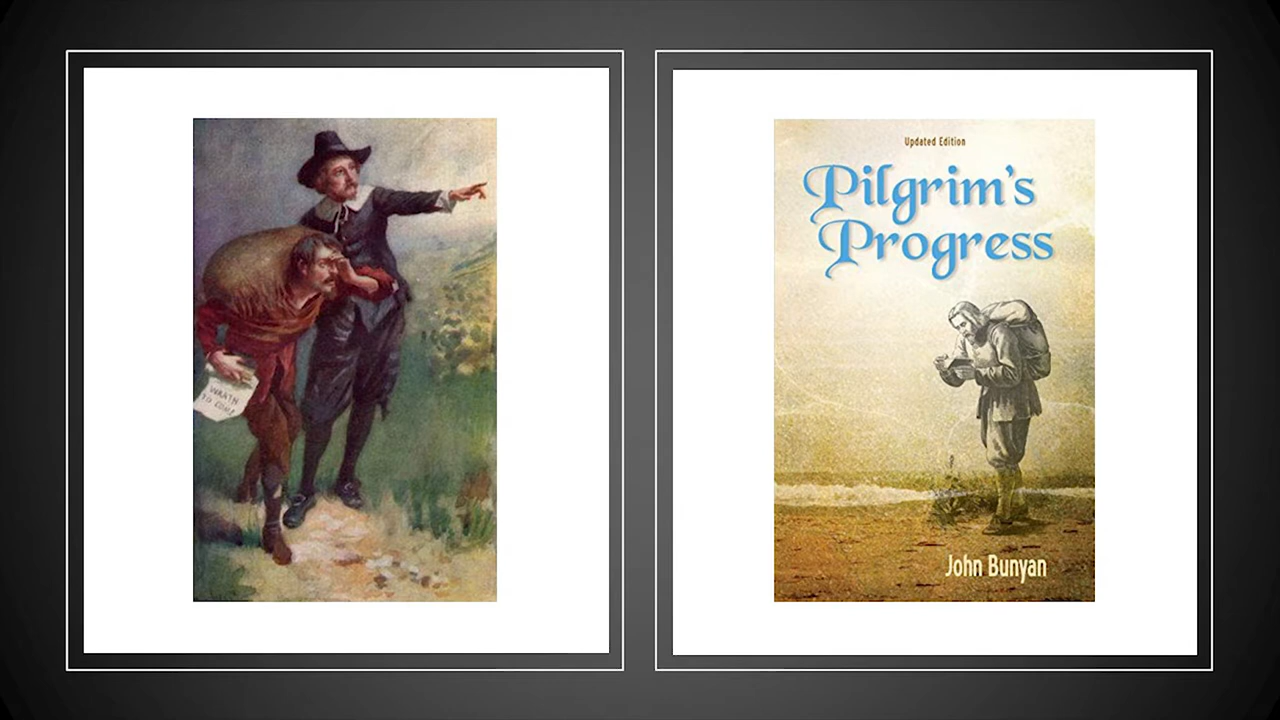 WRATH
TO COME
Updated Edition
Pilgrim's
Progress
John Bunyan